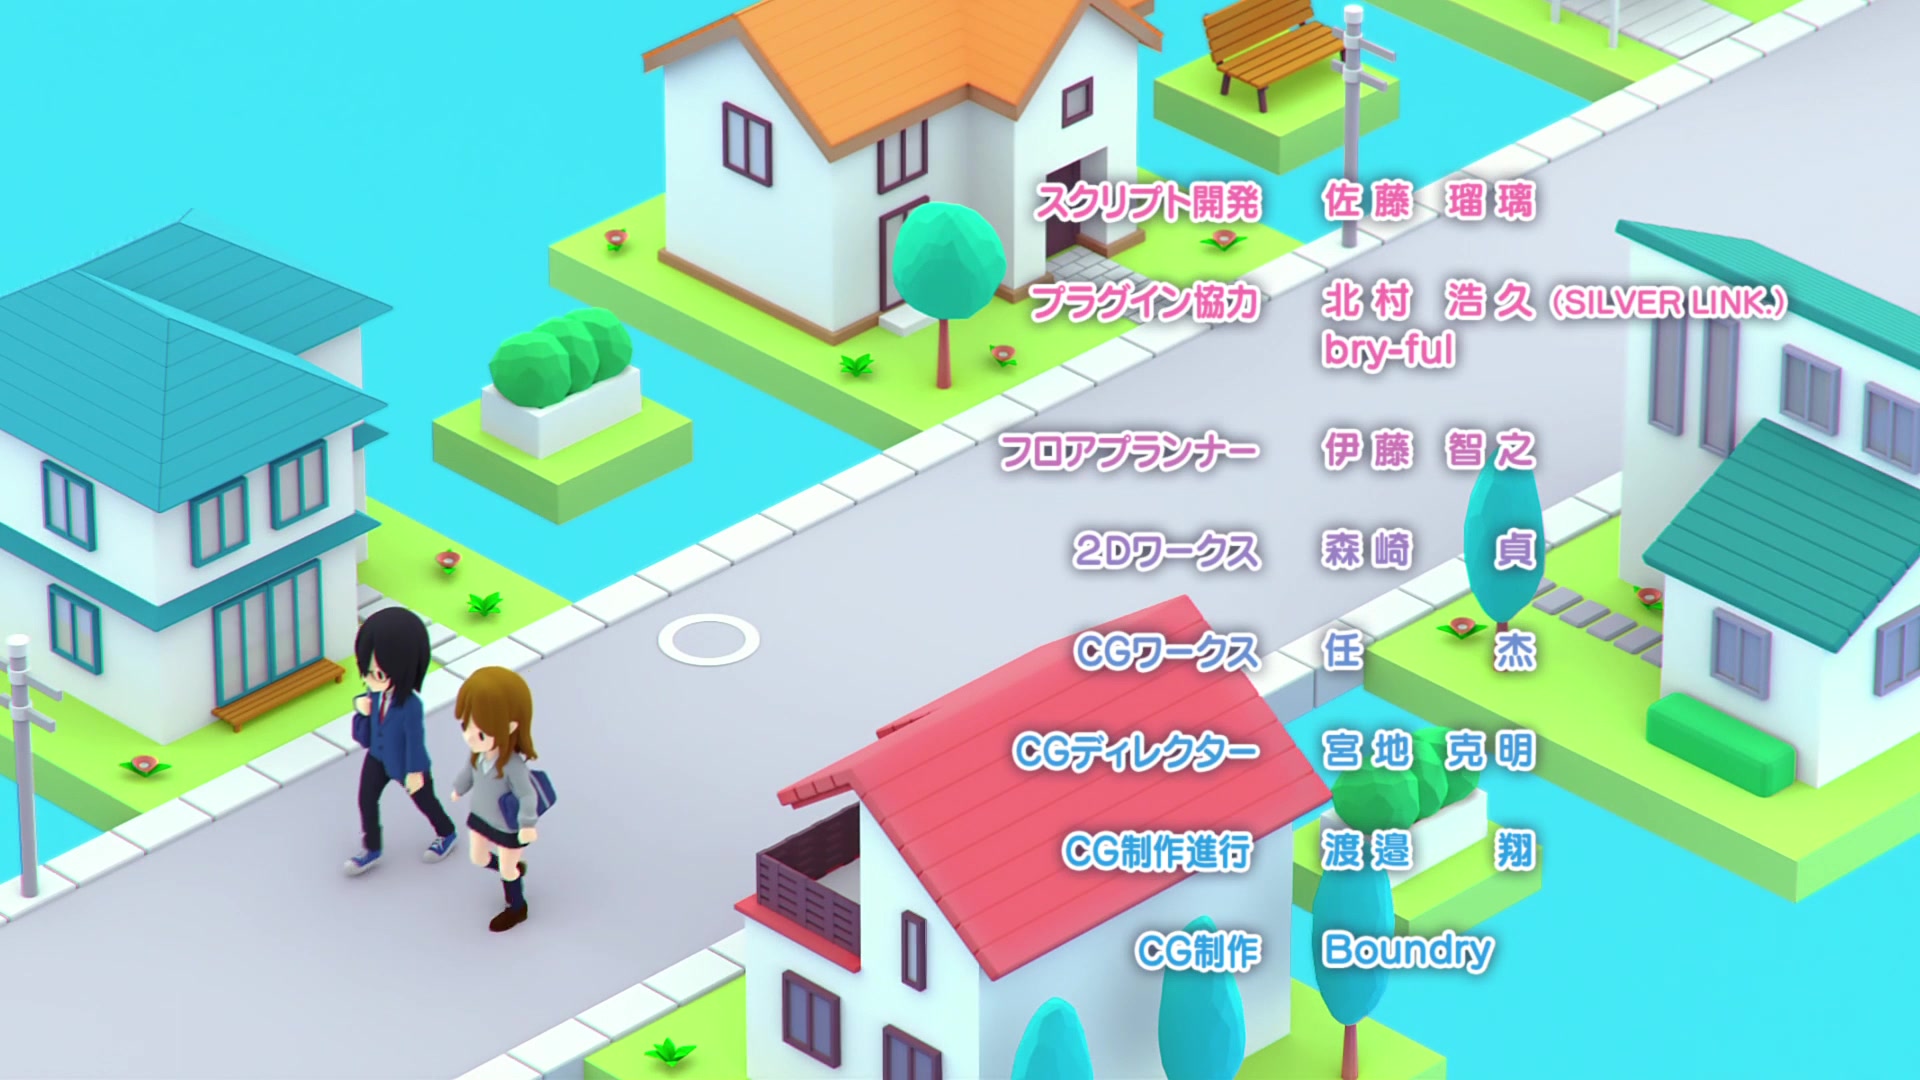 スクリプト開発 佐藤 瑠璃
プラグイン協力 北村 浩久 (SILVER LINK.)
bry-ful
フロアプランナー 伊藤 智之
2Dワークス 森崎 貞
CGワークス 任 杰
CGディレクター 宮地 克明
CG制作進行 渡邉 翔
CG制作 Boundry